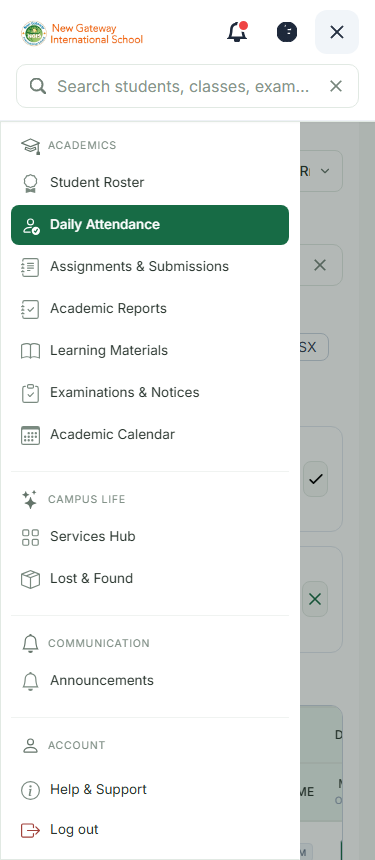 New Gateway
International School
Search students, classes, exam...
ACADEMICS
Student Roster
Daily Attendance
Assignments & Submissions
Academic Reports
Learning Materials
Examinations & Notices
Academic Calendar
CAMPUS LIFE
Services Hub
Lost & Found
COMMUNICATION
Announcements
ACCOUNT
Help & Support
Log out
SX